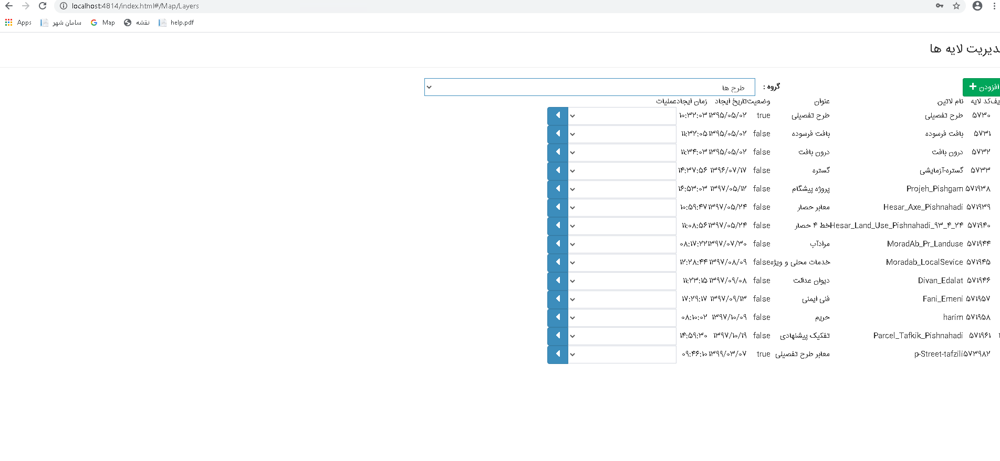 localhost:4814/index.html#/Map/Layers
Apps سامان شهر Map نقشه help.pdf
مدیریت لایه ها
افزودن
گروه : طرح ها
کد لایه نام لاتین عنوان وضعیت تاریخ ایجاد زمان ایجاد عملیات
۵۷۳۰ طرح تفصیلی طرح تفصیلی true ۱۳۹۵/۰۵/۰۲ ۱۰:۳۲:۰۳
۵۷۳۱ بافت فرسوده بافت فرسوده false ۱۳۹۵/۰۵/۰۲ ۱۱:۳۲:۰۵
۵۷۳۲ درون بافت درون بافت false ۱۳۹۵/۰۵/۰۲ ۱۱:۳۴:۰۳
۵۷۳۳ گستره-آزمایشی گستره false ۱۳۹۶/۰۷/۱۷ ۱۴:۳۷:۵۶
۵۷۱۹۳۸ Projeh_Pishgam پروژه پیشگام false ۱۳۹۷/۰۵/۱۲ ۱۶:۵۳:۰۳
۵۷۱۹۳۹ Hesar_Axe_Pishnahadi معابر حصار false ۱۳۹۷/۰۵/۲۴ ۱۰:۵۹:۴۷
۵۷۱۹۴۰ Hesar_Land_Use_Pishnahadi_۹۳_۴_۲۴ خط ۴ حصار false ۱۳۹۷/۰۵/۲۴ ۱۱:۰۸:۵۶
۵۷۱۹۴۴ MoradAb_Pr_Landuse مرادآب false ۱۳۹۷/۰۷/۳۰ ۰۸:۱۷:۲۲
۵۷۱۹۴۵ Moradab_LocalSevice خدمات محلی و ویژه false ۱۳۹۷/۰۸/۰۹ ۱۲:۲۸:۴۴
۵۷۱۹۴۶ Divan_Edalat دیوان عدالت false ۱۳۹۷/۰۹/۰۸ ۱۱:۲۳:۱۵
۵۷۱۹۵۷ Fani_Emeni فنی ایمنی false ۱۳۹۷/۰۹/۱۳ ۱۷:۲۹:۱۷
۵۷۱۹۵۸ harim حریم false ۱۳۹۷/۱۰/۰۹ ۰۸:۱۰:۰۲
۵۷۱۹۶۱ Parcel_Tafkik_Pishnahadi تفکیک پیشنهادی false ۱۳۹۷/۱۰/۱۹ ۱۴:۵۹:۳۰
۵۷۳۹۸۲ p-Street-tafzili معابر طرح تفصیلی true ۱۳۹۹/۰۳/۰۷ ۰۹:۴۶:۱۰